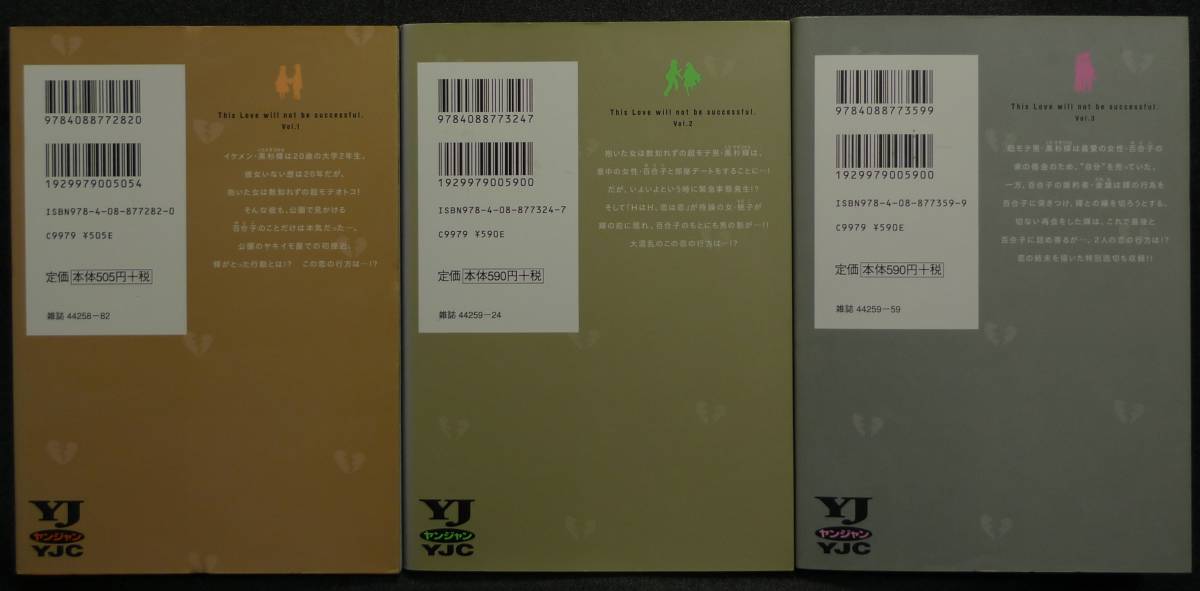 9784088772820
1929979005054
ISBN978-4-08-877282-0
C9979 ¥505E
定価 本体505円+税
雑誌 44258-82
This Love will not be successful.
Vol.1
イケメン・黒杉輝は20歳の大学2年生。
彼女いない歴は20年だが、
抱いた女は数知れずの超モテオトコ!
そんな彼も、公園で見かける
百合子のことだけは本気だった…。
公園のヤキイモ屋での初接近、
輝がとった行動とは!? この恋の行方は…!?
YJ
ヤンジャン
YJC
9784088773247
1929979005900
ISBN978-4-08-877324-7
C9979 ¥590E
定価 本体590円+税
雑誌 44259-24
This Love will not be successful.
Vol.2
抱いた女は数知れずの超モテ男・黒杉輝は、
意中の女性・百合子と部屋デートをすることに…!
だが、いよいよという時に緊急事態発生!?
そして「HはH、恋は恋」が持論の女・桃子が
輝の前に現れ、百合子のもとにも男の影が…!!
大混乱のこの恋の行方は…!?
YJ
ヤンジャン
YJC
9784088773599
1929979005900
ISBN978-4-08-877359-9
C9979 ¥590E
定価 本体590円+税
雑誌 44259-59
This Love will not be successful.
Vol.3
超モテ男・黒杉輝は最愛の女性・百合子の
弟の借金のため、“自分”を売っていた。
一方、百合子の婚約者・は輝の行為を
百合子に突きつけ、輝との縁を切ろうとする。
切ない再会をした輝は、これで最後と
百合子に詰め寄るが…。2人の恋の行方は!?
恋の結末を描いた特別読切も収録!!
YJ
ヤンジャン
YJC